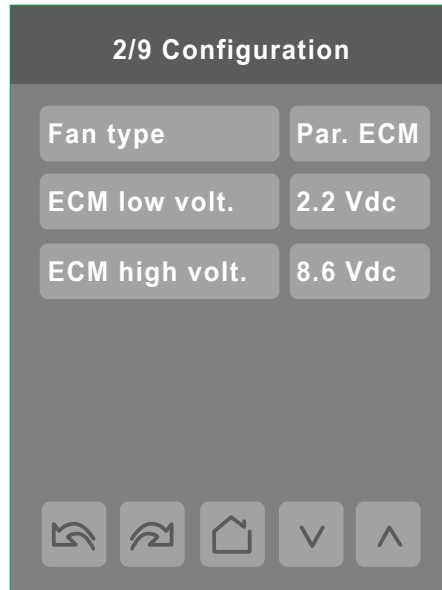 2/9 Configuration
Fan type Par. ECM
ECM low volt. 2.2 Vdc
ECM high volt. 8.6 Vdc